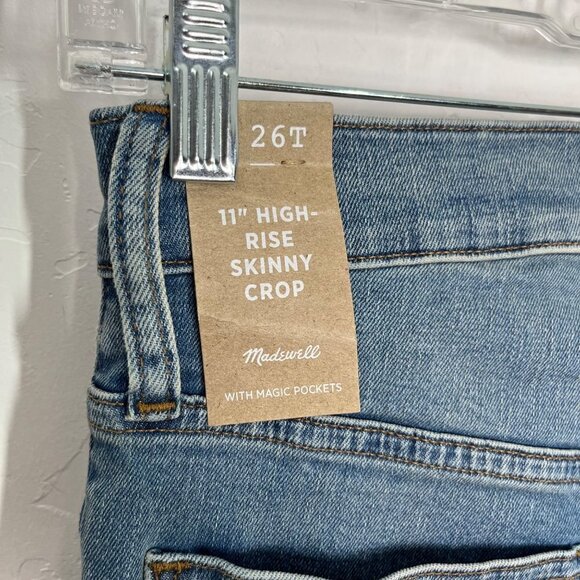 26T
11" HIGH-
RISE
SKINNY
CROP
Madewell
WITH MAGIC POCKETS